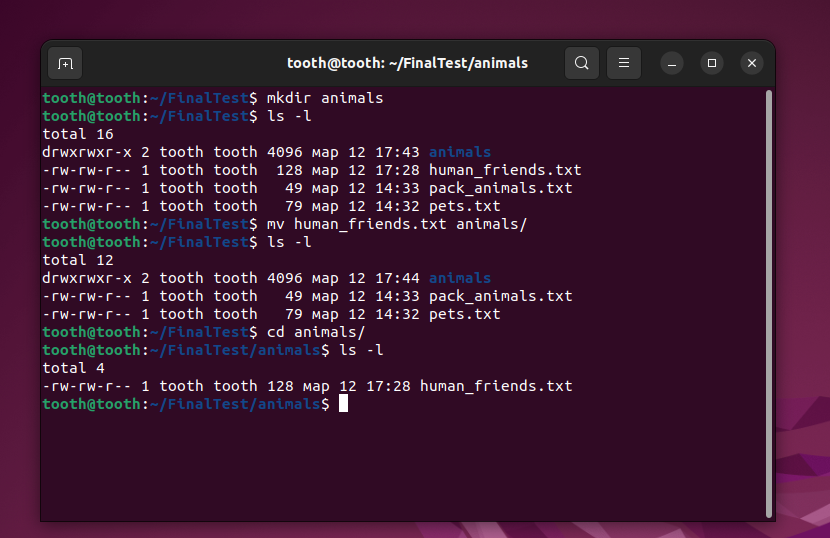 tooth@tooth: ~/FinalTest/animals
tooth@tooth:~/FinalTest$ mkdir animals
tooth@tooth:~/FinalTest$ ls -l
total 16
drwxrwxr-x 2 tooth tooth 4096 мар 12 17:43 animals
-rw-rw-r-- 1 tooth tooth  128 мар 12 17:28 human_friends.txt
-rw-rw-r-- 1 tooth tooth   49 мар 12 14:33 pack_animals.txt
-rw-rw-r-- 1 tooth tooth   79 мар 12 14:32 pets.txt
tooth@tooth:~/FinalTest$ mv human_friends.txt animals/
tooth@tooth:~/FinalTest$ ls -l
total 12
drwxrwxr-x 2 tooth tooth 4096 мар 12 17:44 animals
-rw-rw-r-- 1 tooth tooth   49 мар 12 14:33 pack_animals.txt
-rw-rw-r-- 1 tooth tooth   79 мар 12 14:32 pets.txt
tooth@tooth:~/FinalTest$ cd animals/
tooth@tooth:~/FinalTest/animals$ ls -l
total 4
-rw-rw-r-- 1 tooth tooth 128 мар 12 17:28 human_friends.txt
tooth@tooth:~/FinalTest/animals$